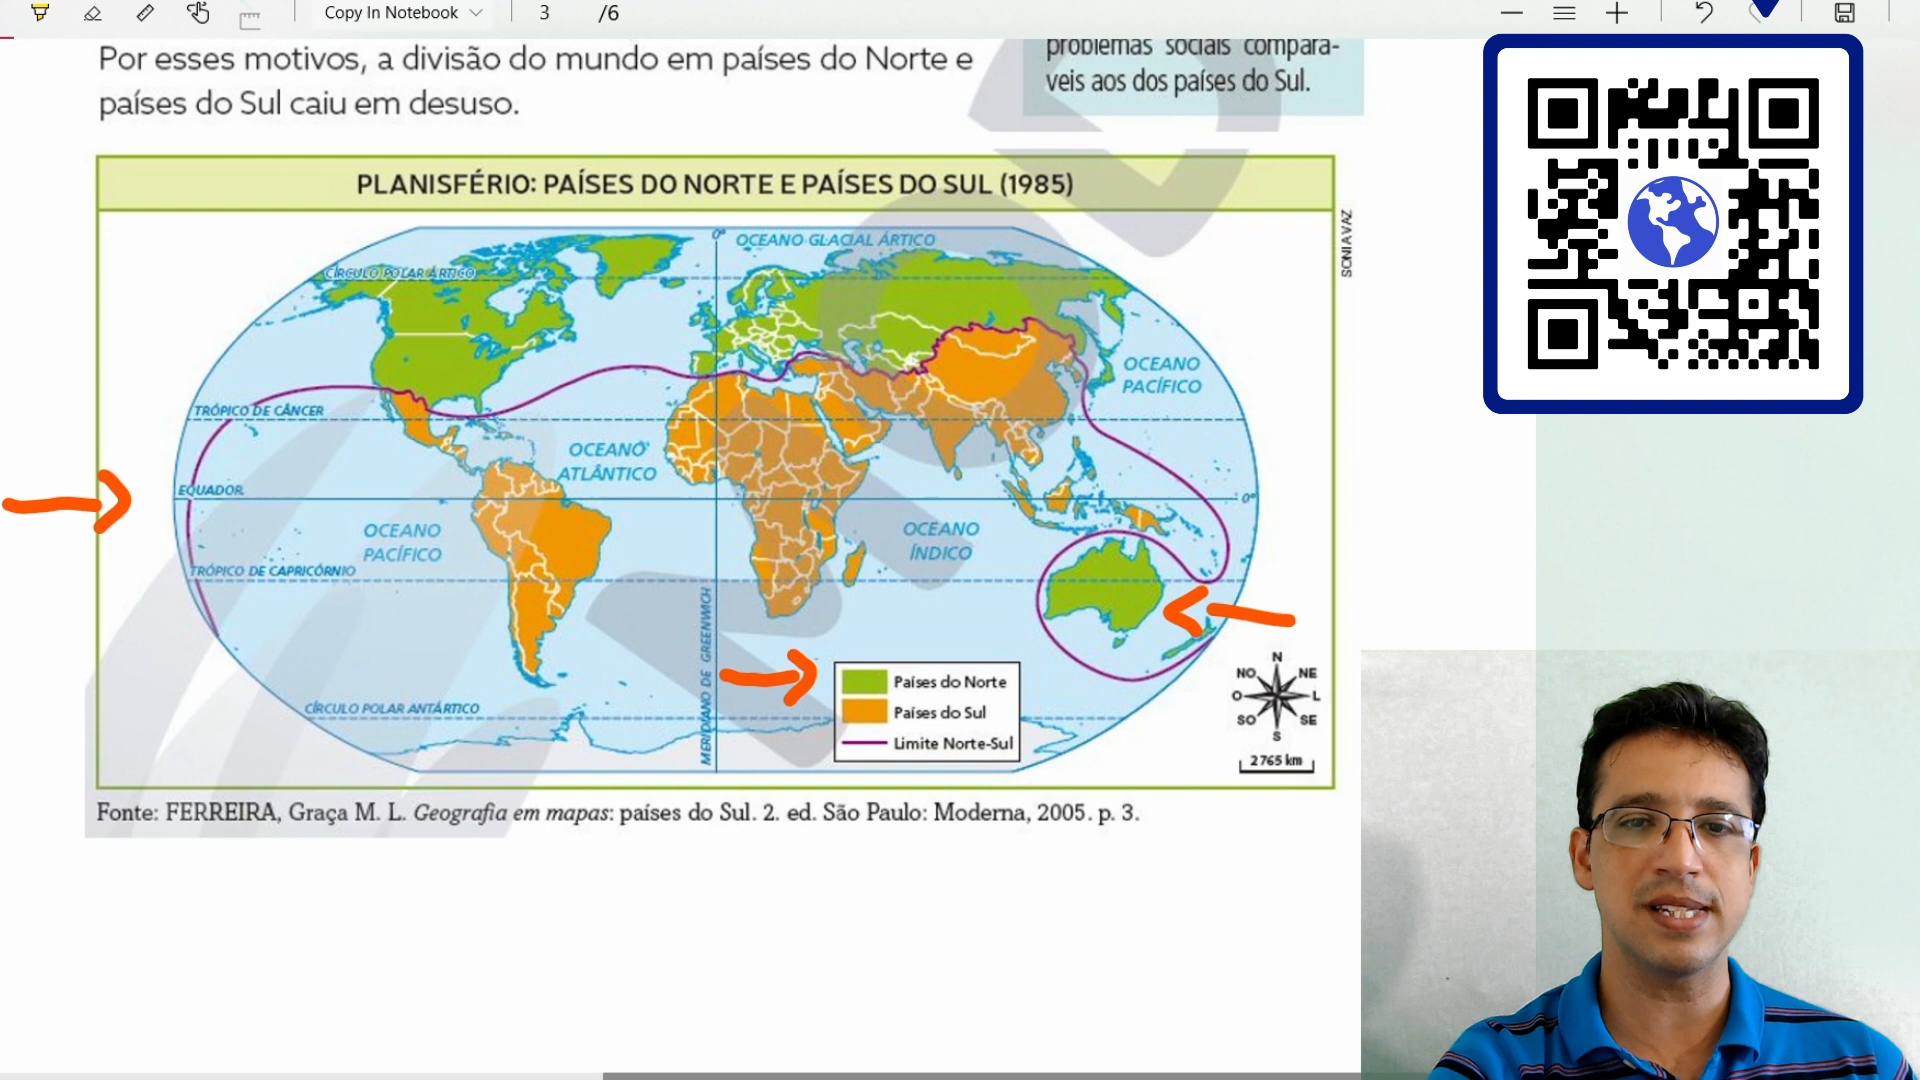 Copy In Notebook
3
/6
Por esses motivos, a divisão do mundo em países do Norte e
países do Sul caiu em desuso.
problemas sociais compará-
veis aos dos países do Sul.
PLANISFÉRIO: PAÍSES DO NORTE E PAÍSES DO SUL (1985)
SONIA VAZ
0°
OCEANO GLACIAL ÁRTICO
CÍRCULO POLAR ÁRTICO
OCEANO
PACÍFICO
TRÓPICO DE CÂNCER
OCEANO
ATLÂNTICO
EQUADOR
0°
OCEANO
PACÍFICO
OCEANO
ÍNDICO
TRÓPICO DE CAPRICÓRNIO
MERIDIANO DE GREENWICH
CÍRCULO POLAR ANTÁRTICO
Países do Norte
Países do Sul
Limite Norte-Sul
N
NO
NE
O
L
SO
SE
S
2 765 km
Fonte: FERREIRA, Graça M. L. Geografia em mapas: países do Sul. 2. ed. São Paulo: Moderna, 2005. p. 3.